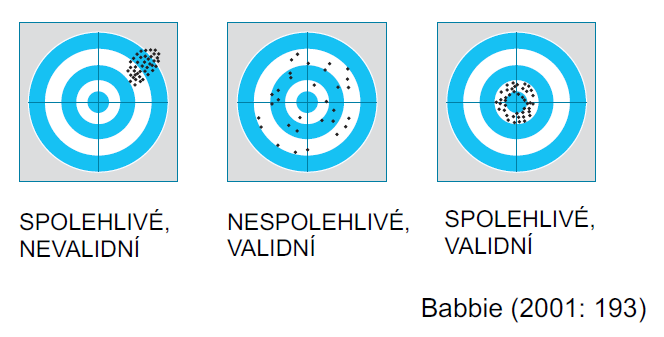 SPOLEHLIVÉ,
NEVALIDNÍ
NESPOLEHLIVÉ,
VALIDNÍ
SPOLEHLIVÉ,
VALIDNÍ
Babbie (2001: 193)